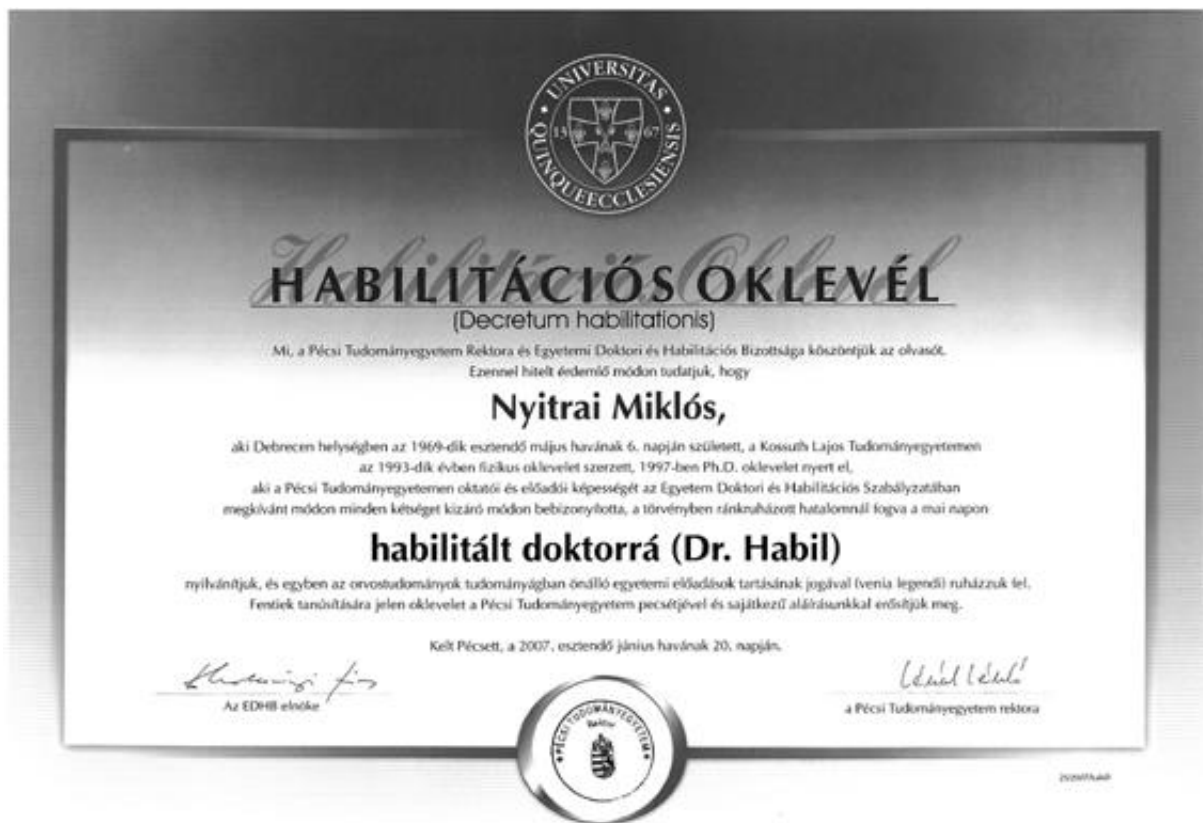 UNIVERSITAS QUINQUEECCLESIENSIS
13 67
Habilitációs Oklevél
HABILITÁCIÓS OKLEVÉL
(Decretum habilitationis)
Mi, a Pécsi Tudományegyetem Rektora és Egyetemi Doktori és Habilitációs Bizottsága köszöntjük az olvasót.
Ezennel hitelt érdemlő módon tudatjuk, hogy
Nyitrai Miklós,
aki Debrecen helységben az 1969-dik esztendő május havának 6. napján született, a Kossuth Lajos Tudományegyetemen
az 1993-dik évben fizikus oklevelet szerzett, 1997-ben Ph.D. oklevelet nyert el,
aki a Pécsi Tudományegyetemen oktatói és előadói képességét az Egyetem Doktori és Habilitációs Szabályzatában
megkívánt módon minden kétséget kizáró módon bebizonyította, a törvényben ránkruházott hatalomnál fogva a mai napon
habilitált doktorrá (Dr. Habil)
nyilvánítjuk, és egyben az orvostudományok tudományágban önálló egyetemi előadások tartásának jogával (venia legendi) ruházzuk fel.
Fentiek tanúsítására jelen oklevelet a Pécsi Tudományegyetem pecsétjével és sajátkezű aláírásunkkal erősítjük meg.
Kelt Pécsett, a 2007. esztendő június havának 20. napján.
Az EDHB elnöke
a Pécsi Tudományegyetem rektora
PÉCSI TUDOMÁNYEGYETEM
Rektor